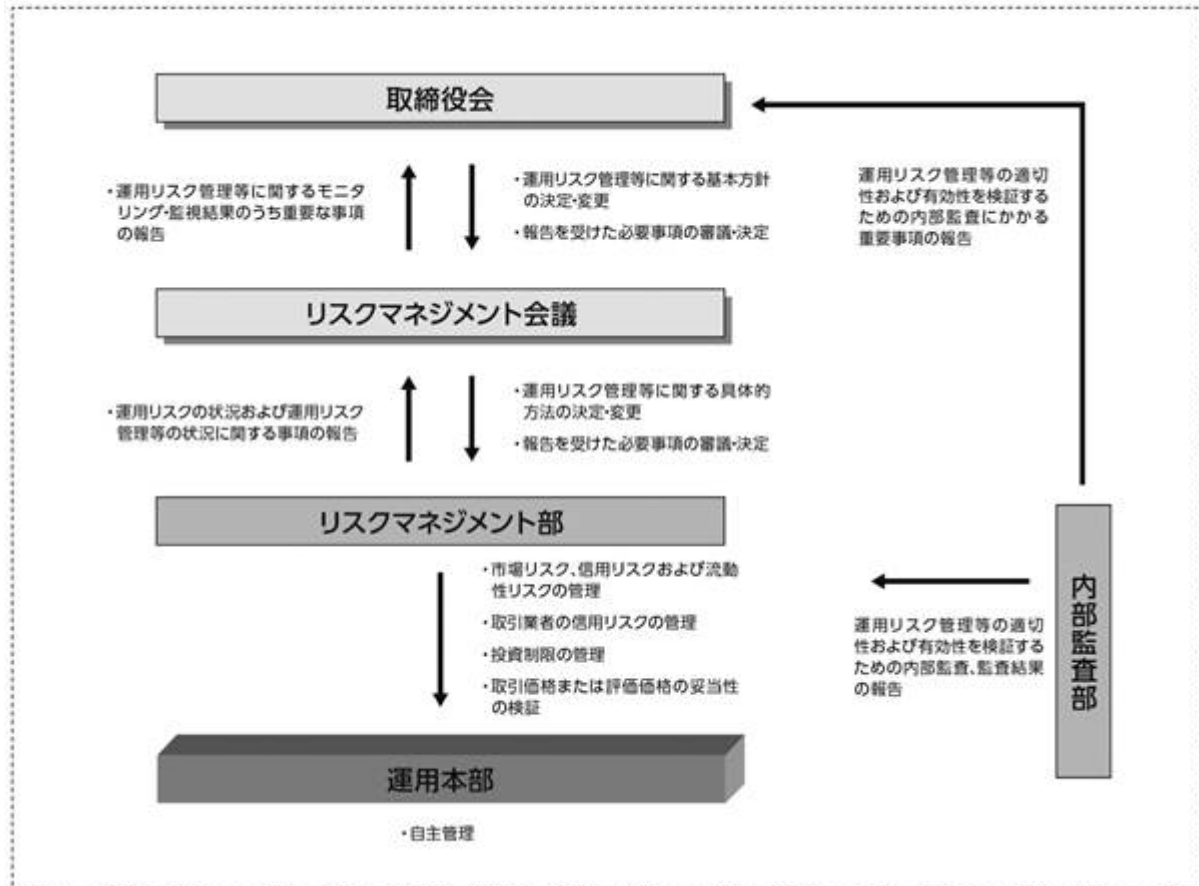 取締役会
・運用リスク管理等に関するモニタ
リング・監視結果のうち重要な事項
の報告
・運用リスク管理等に関する基本方針
の決定・変更
・報告を受けた必要事項の審議・決定
運用リスク管理等の適切
性および有効性を検証する
ための内部監査にかかる
重要事項の報告
リスクマネジメント会議
・運用リスクの状況および運用リスク
管理等の状況に関する事項の報告
・運用リスク管理等に関する具体的
方法の決定・変更
・報告を受けた必要事項の審議・決定
リスクマネジメント部
・市場リスク、信用リスクおよび流動
性リスクの管理
・取引業者の信用リスクの管理
・投資制限の管理
・取引価格または評価価格の妥当性
の検証
運用リスク管理等の適切
性および有効性を検証する
ための内部監査、監査結果
の報告
内部監査部
運用本部
・自主管理